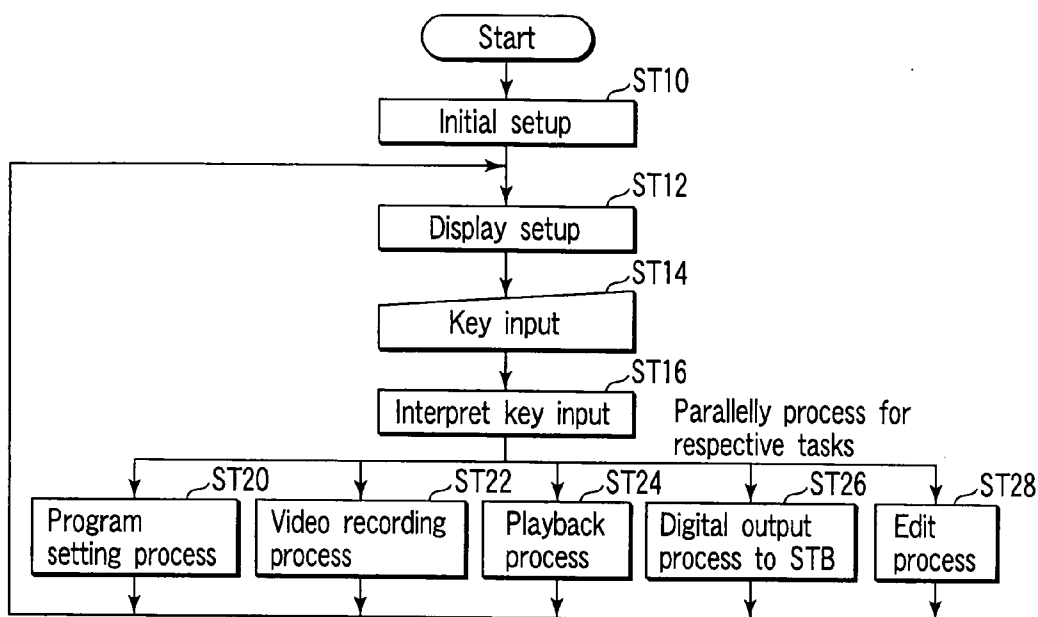 Start
ST10
Initial setup
ST12
Display setup
ST14
Key input
ST16
Interpret key input
Parallelly process for
respective tasks
ST20
Program
setting process
ST22
Video recording
process
ST24
Playback
process
ST26
Digital output
process to STB
ST28
Edit
process